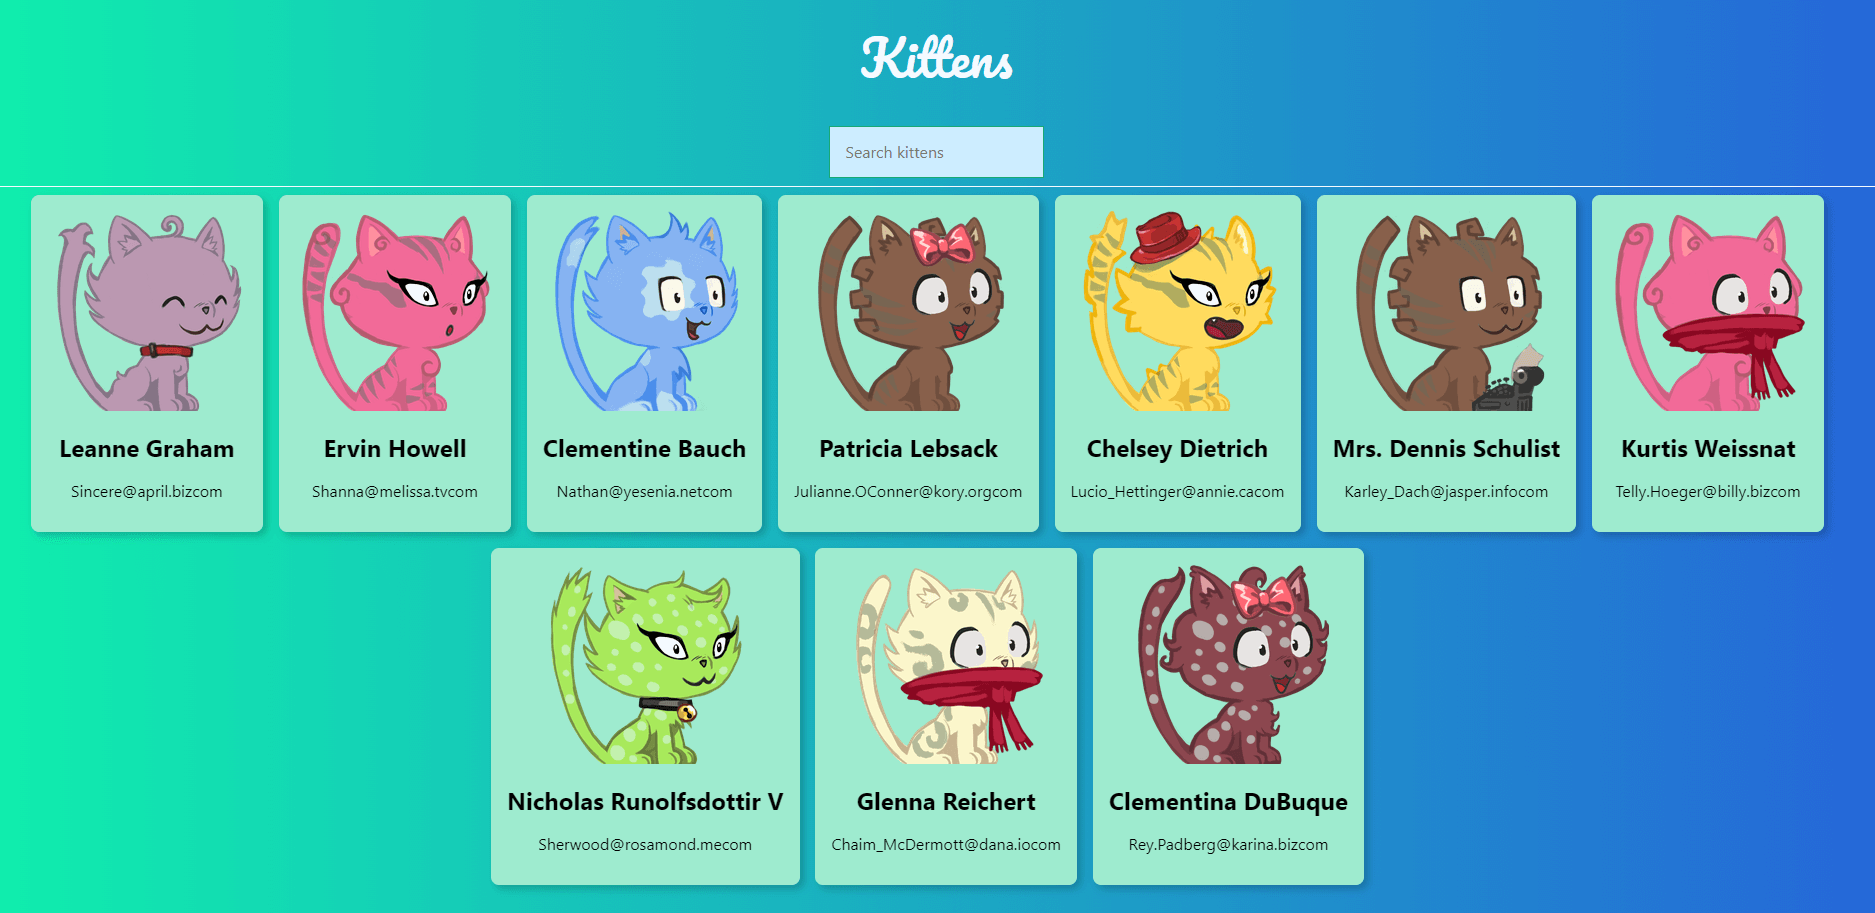 Kittens
Search kittens
Leanne Graham
Sincere@april.bizcom
Ervin Howell
Shanna@melissa.tvcom
Clementine Bauch
Nathan@yesenia.netcom
Patricia Lebsack
Julianne.OConner@kory.orgcom
Chelsey Dietrich
Lucio_Hettinger@annie.cacom
Mrs. Dennis Schulist
Karley_Dach@jasper.infocom
Kurtis Weissnat
Telly.Hoeger@billy.bizcom
Nicholas Runolfsdottir V
Sherwood@rosamond.mecom
Glenna Reichert
Chaim_McDermott@dana.iocom
Clementina DuBuque
Rey.Padberg@karina.bizcom